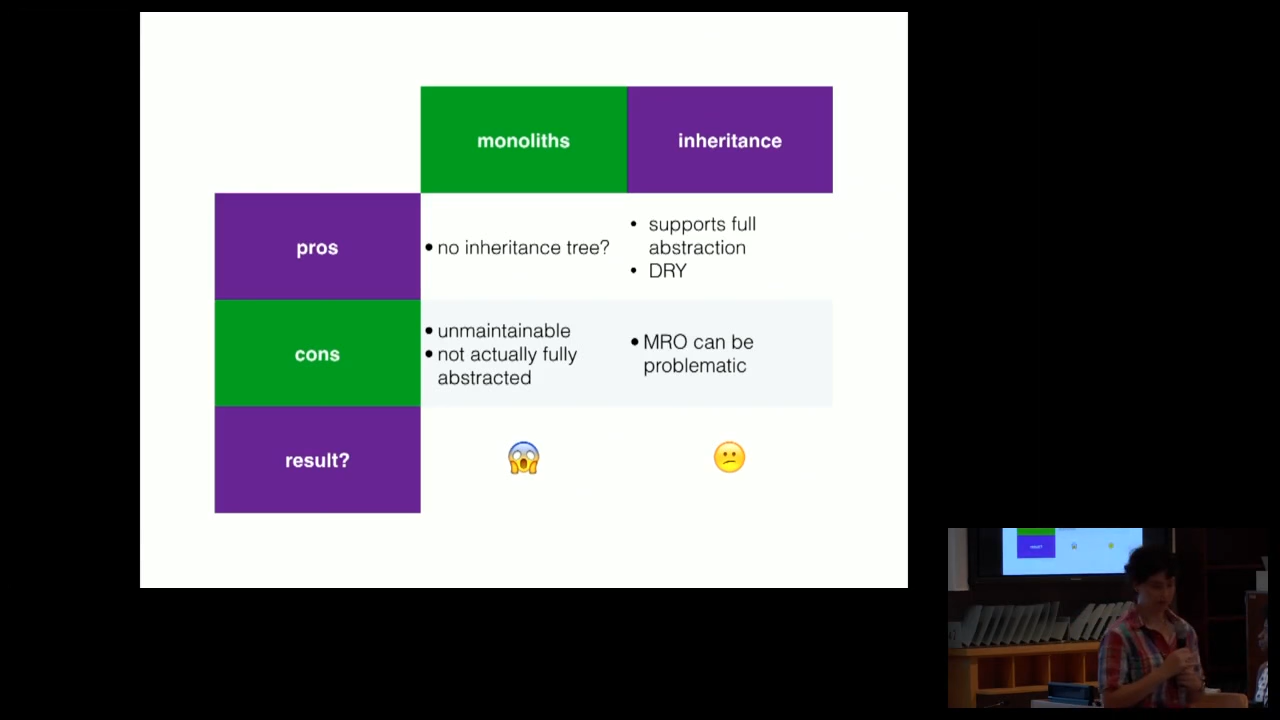 monoliths
inheritance
pros
• no inheritance tree?
• supports full
abstraction
• DRY
cons
• unmaintainable
• not actually fully
abstracted
• MRO can be
problematic
result?